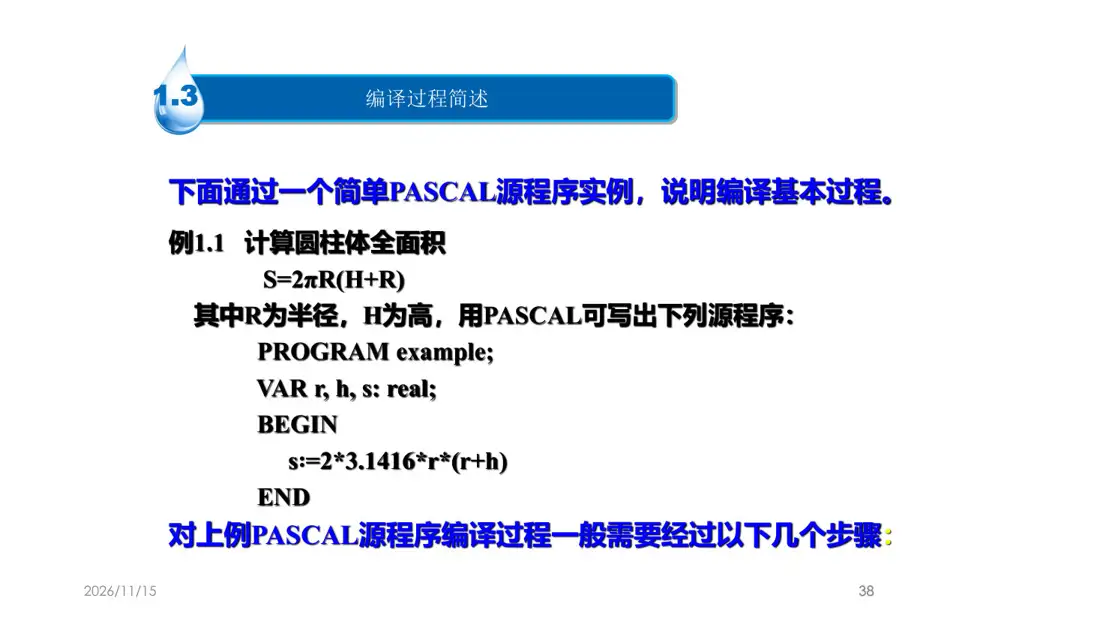 1.3
编译过程简述
下面通过一个简单PASCAL源程序实例，说明编译基本过程。
例1.1 计算圆柱体全面积
S=2πR(H+R)
其中R为半径，H为高，用PASCAL可写出下列源程序：
PROGRAM example;
VAR r, h, s: real;
BEGIN
s:=2*3.1416*r*(r+h)
END
对上例PASCAL源程序编译过程一般需要经过以下几个步骤：
2026/11/15
38